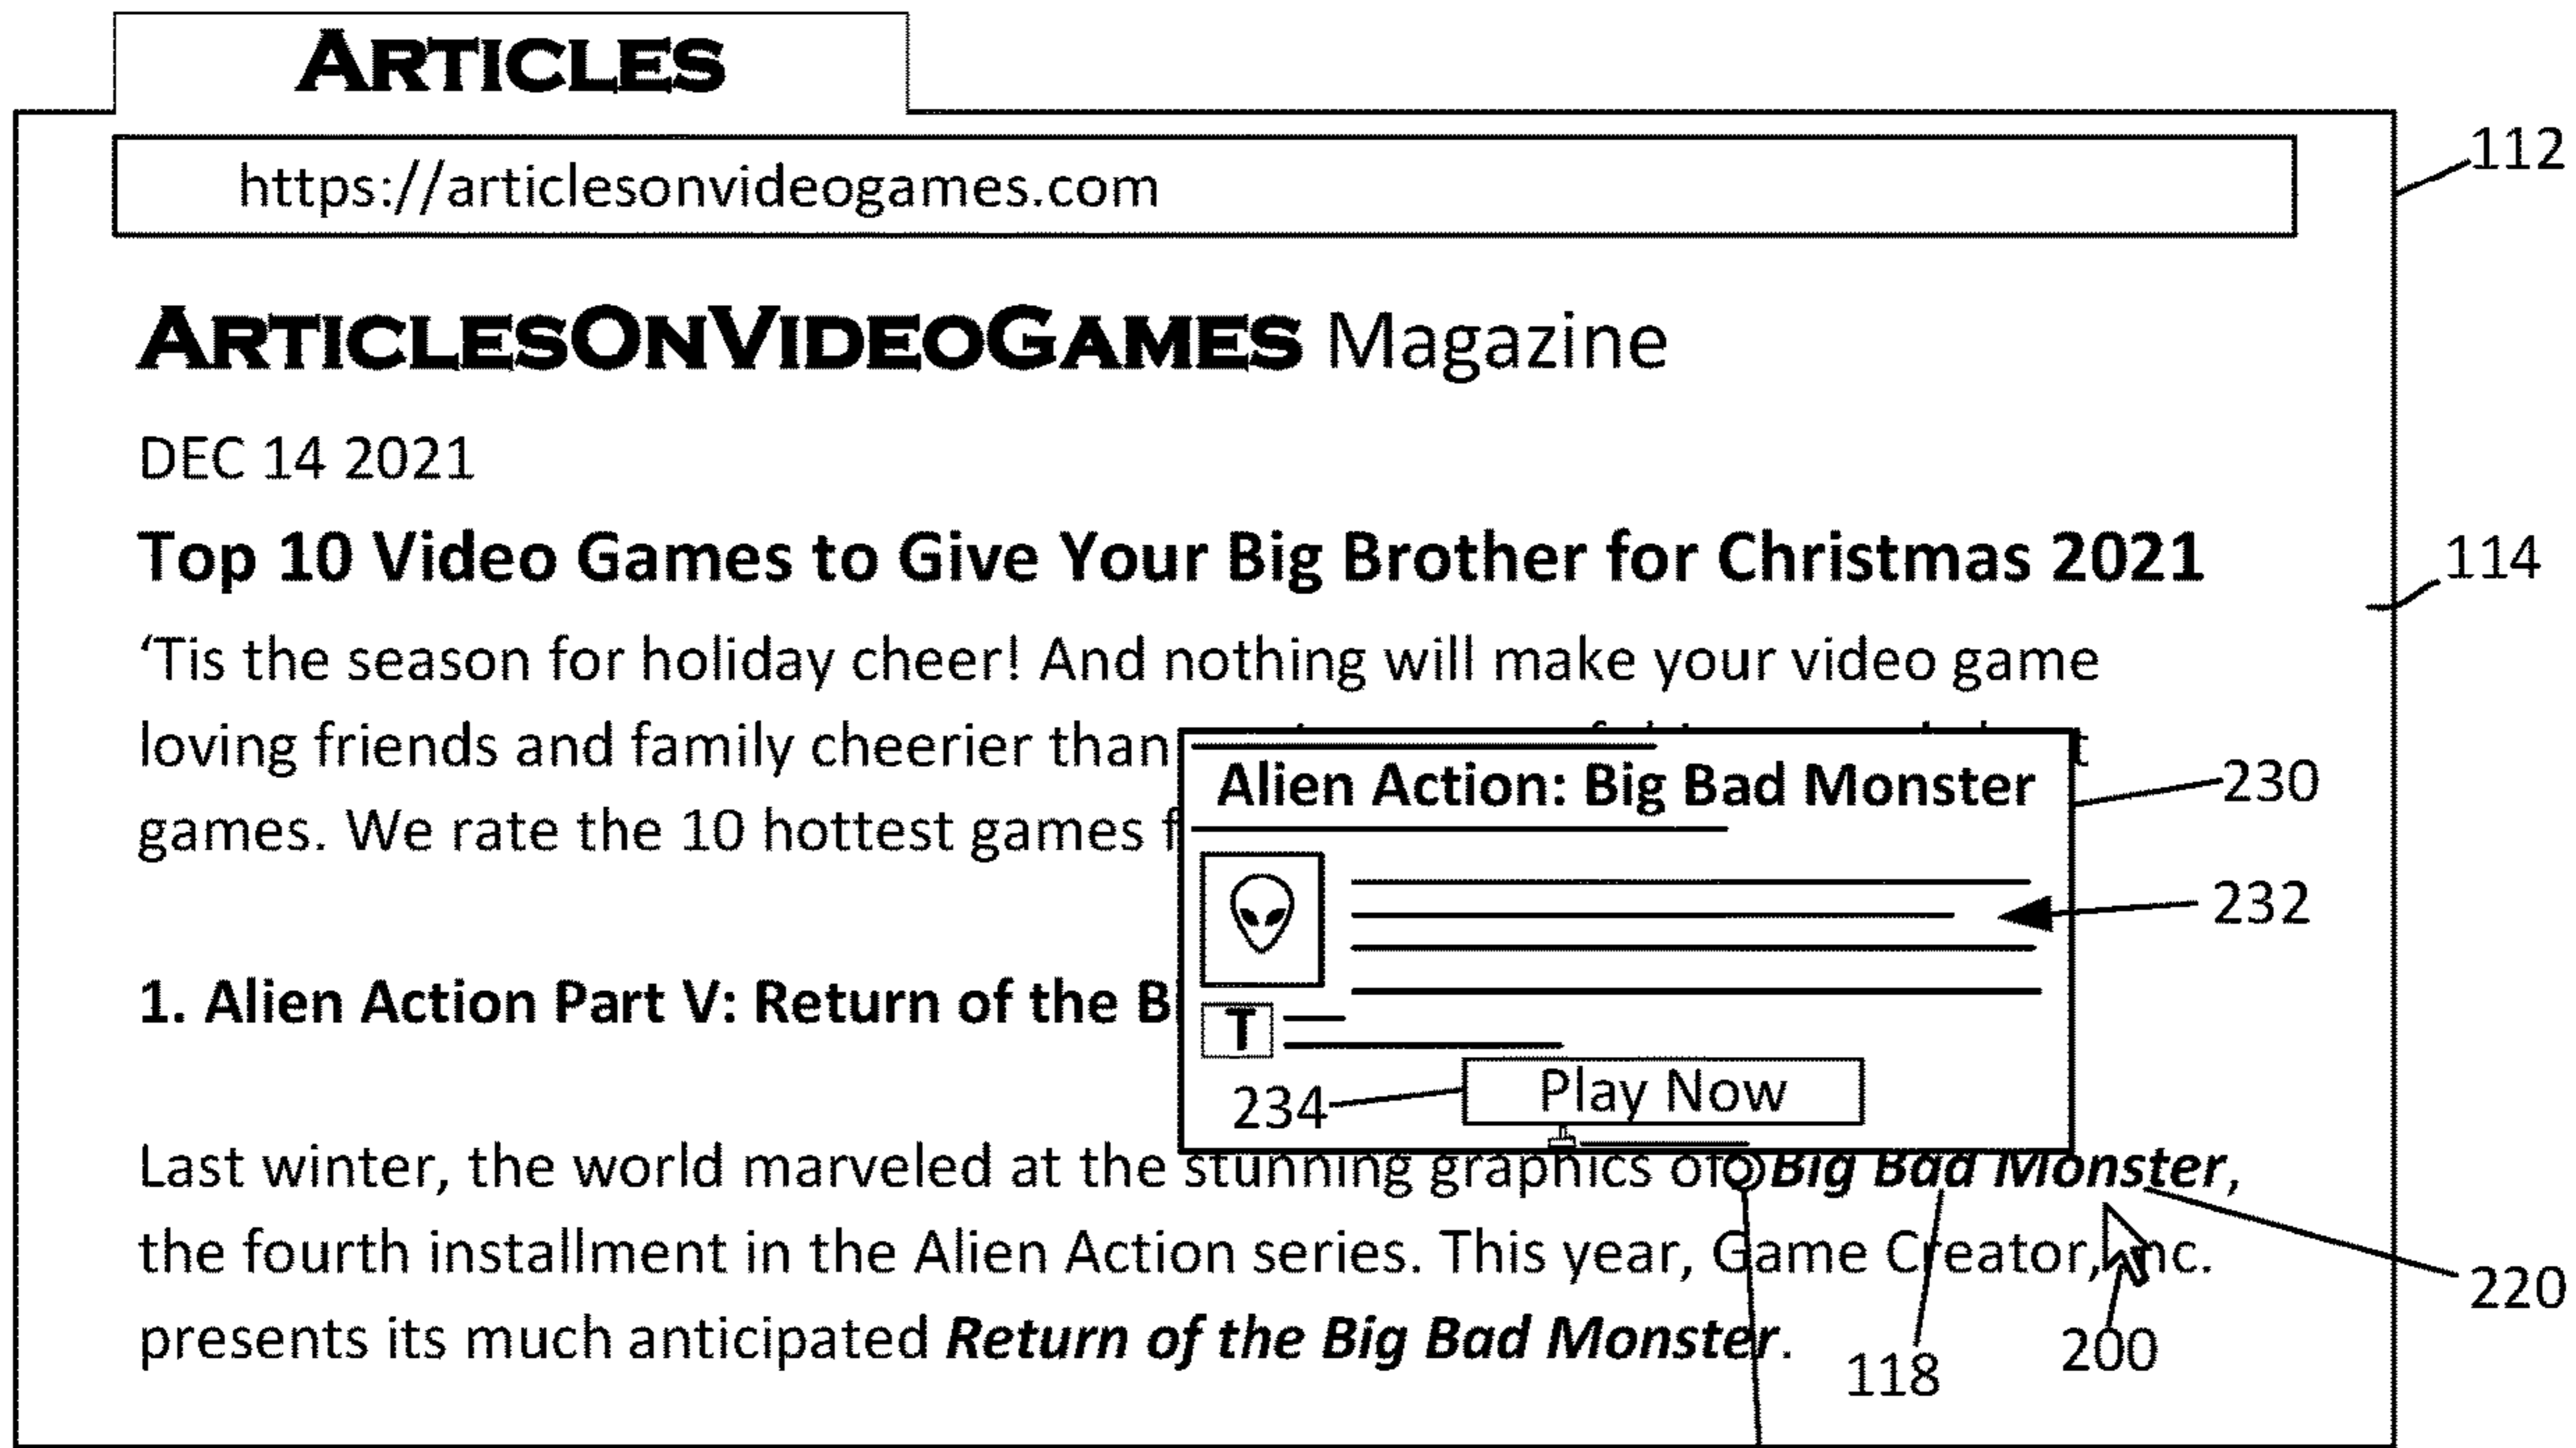 ARTICLES
https://articlesonvideogames.com
112
ARTICLESONVIDEOGAMES Magazine
DEC 14 2021
Top 10 Video Games to Give Your Big Brother for Christmas 2021
114
‘Tis the season for holiday cheer! And nothing will make your video game
loving friends and family cheerier than
Alien Action: Big Bad Monster
230
games. We rate the 10 hottest games
232
1. Alien Action Part V: Return of the B
T
Play Now
234
Last winter, the world marveled at the stunning graphics of Big Bad Monster,
the fourth installment in the Alien Action series. This year, Game Creator, Inc.
220
presents its much anticipated Return of the Big Bad Monster.
118
200